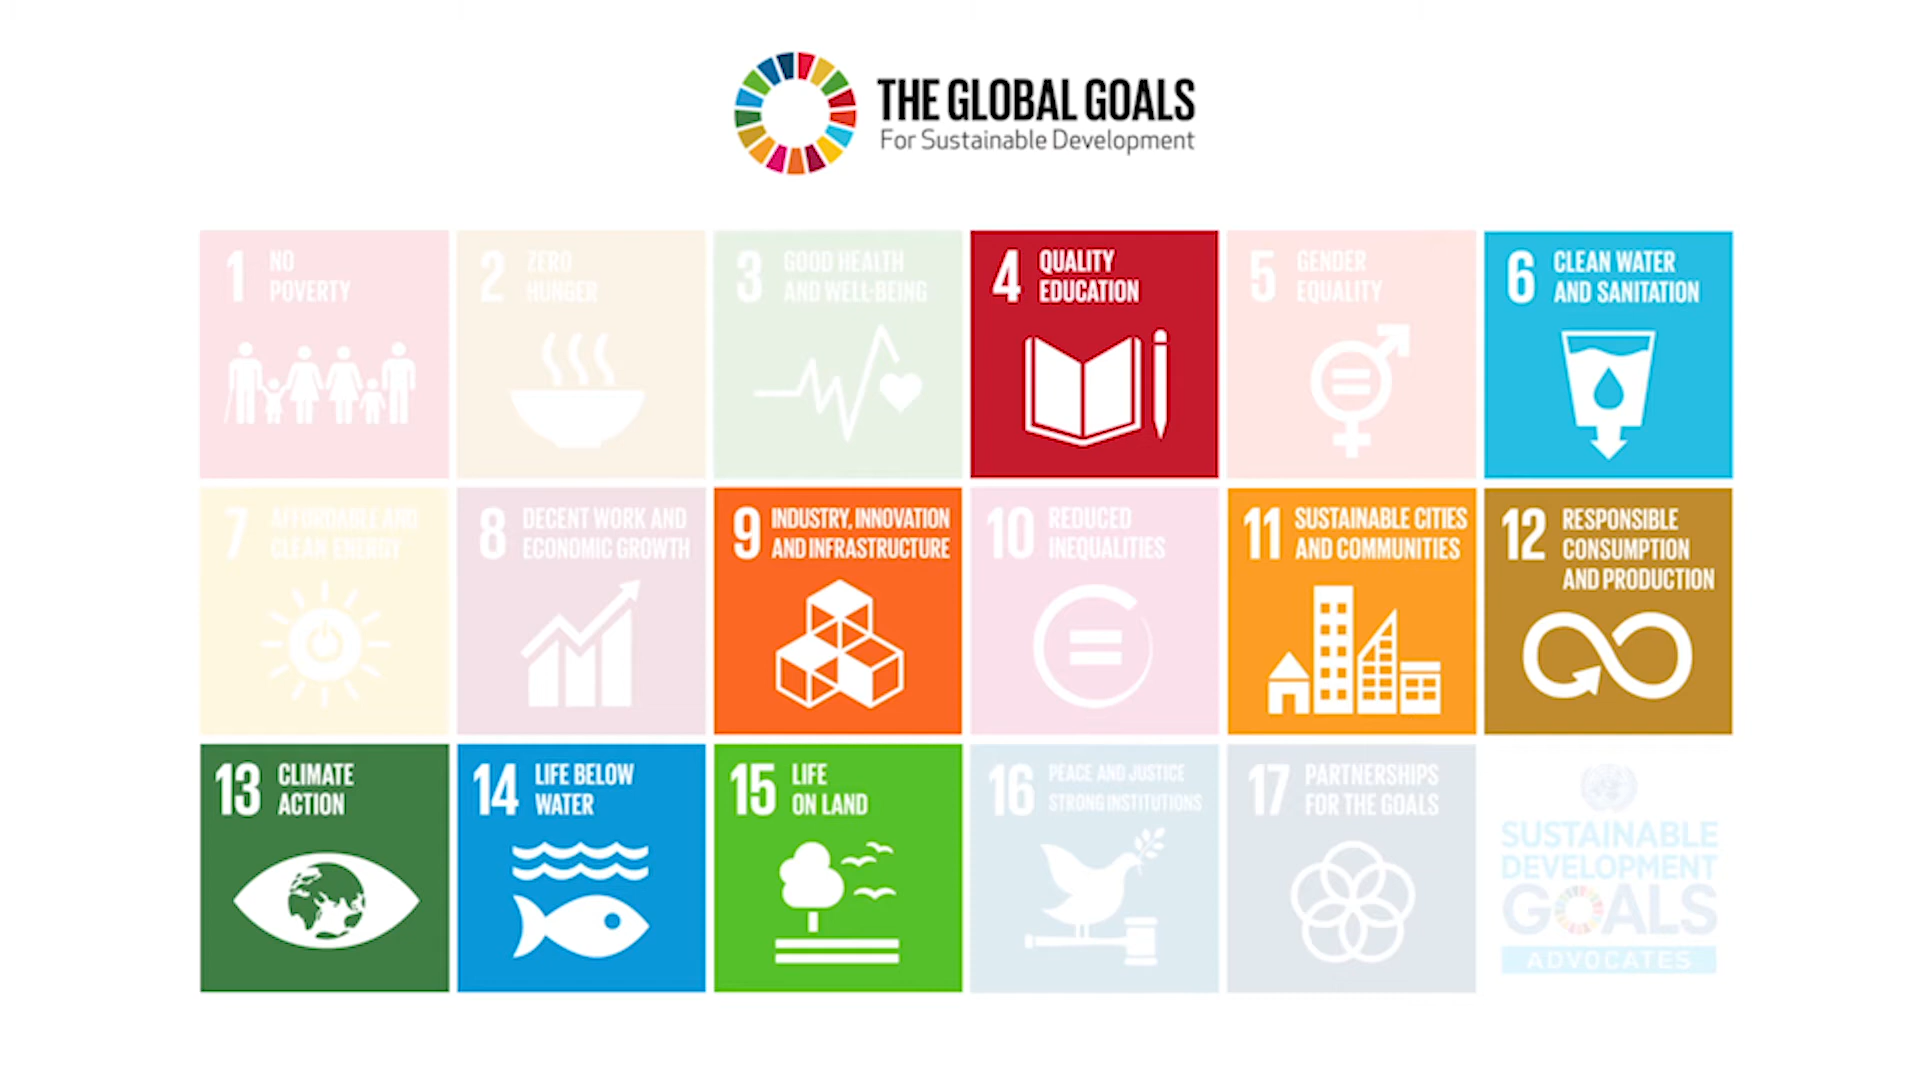 THE GLOBAL GOALS
For Sustainable Development
1 NO
POVERTY
2 ZERO
HUNGER
3 GOOD HEALTH
AND WELL-BEING
4 QUALITY
EDUCATION
5 GENDER
EQUALITY
6 CLEAN WATER
AND SANITATION
7 AFFORDABLE AND
CLEAN ENERGY
8 DECENT WORK AND
ECONOMIC GROWTH
9 INDUSTRY, INNOVATION
AND INFRASTRUCTURE
10 REDUCED
INEQUALITIES
11 SUSTAINABLE CITIES
AND COMMUNITIES
12 RESPONSIBLE
CONSUMPTION
AND PRODUCTION
13 CLIMATE
ACTION
14 LIFE BELOW
WATER
15 LIFE
ON LAND
16 PEACE AND JUSTICE
STRONG INSTITUTIONS
17 PARTNERSHIPS
FOR THE GOALS
SUSTAINABLE
DEVELOPMENT
GOALS
ADVOCATES